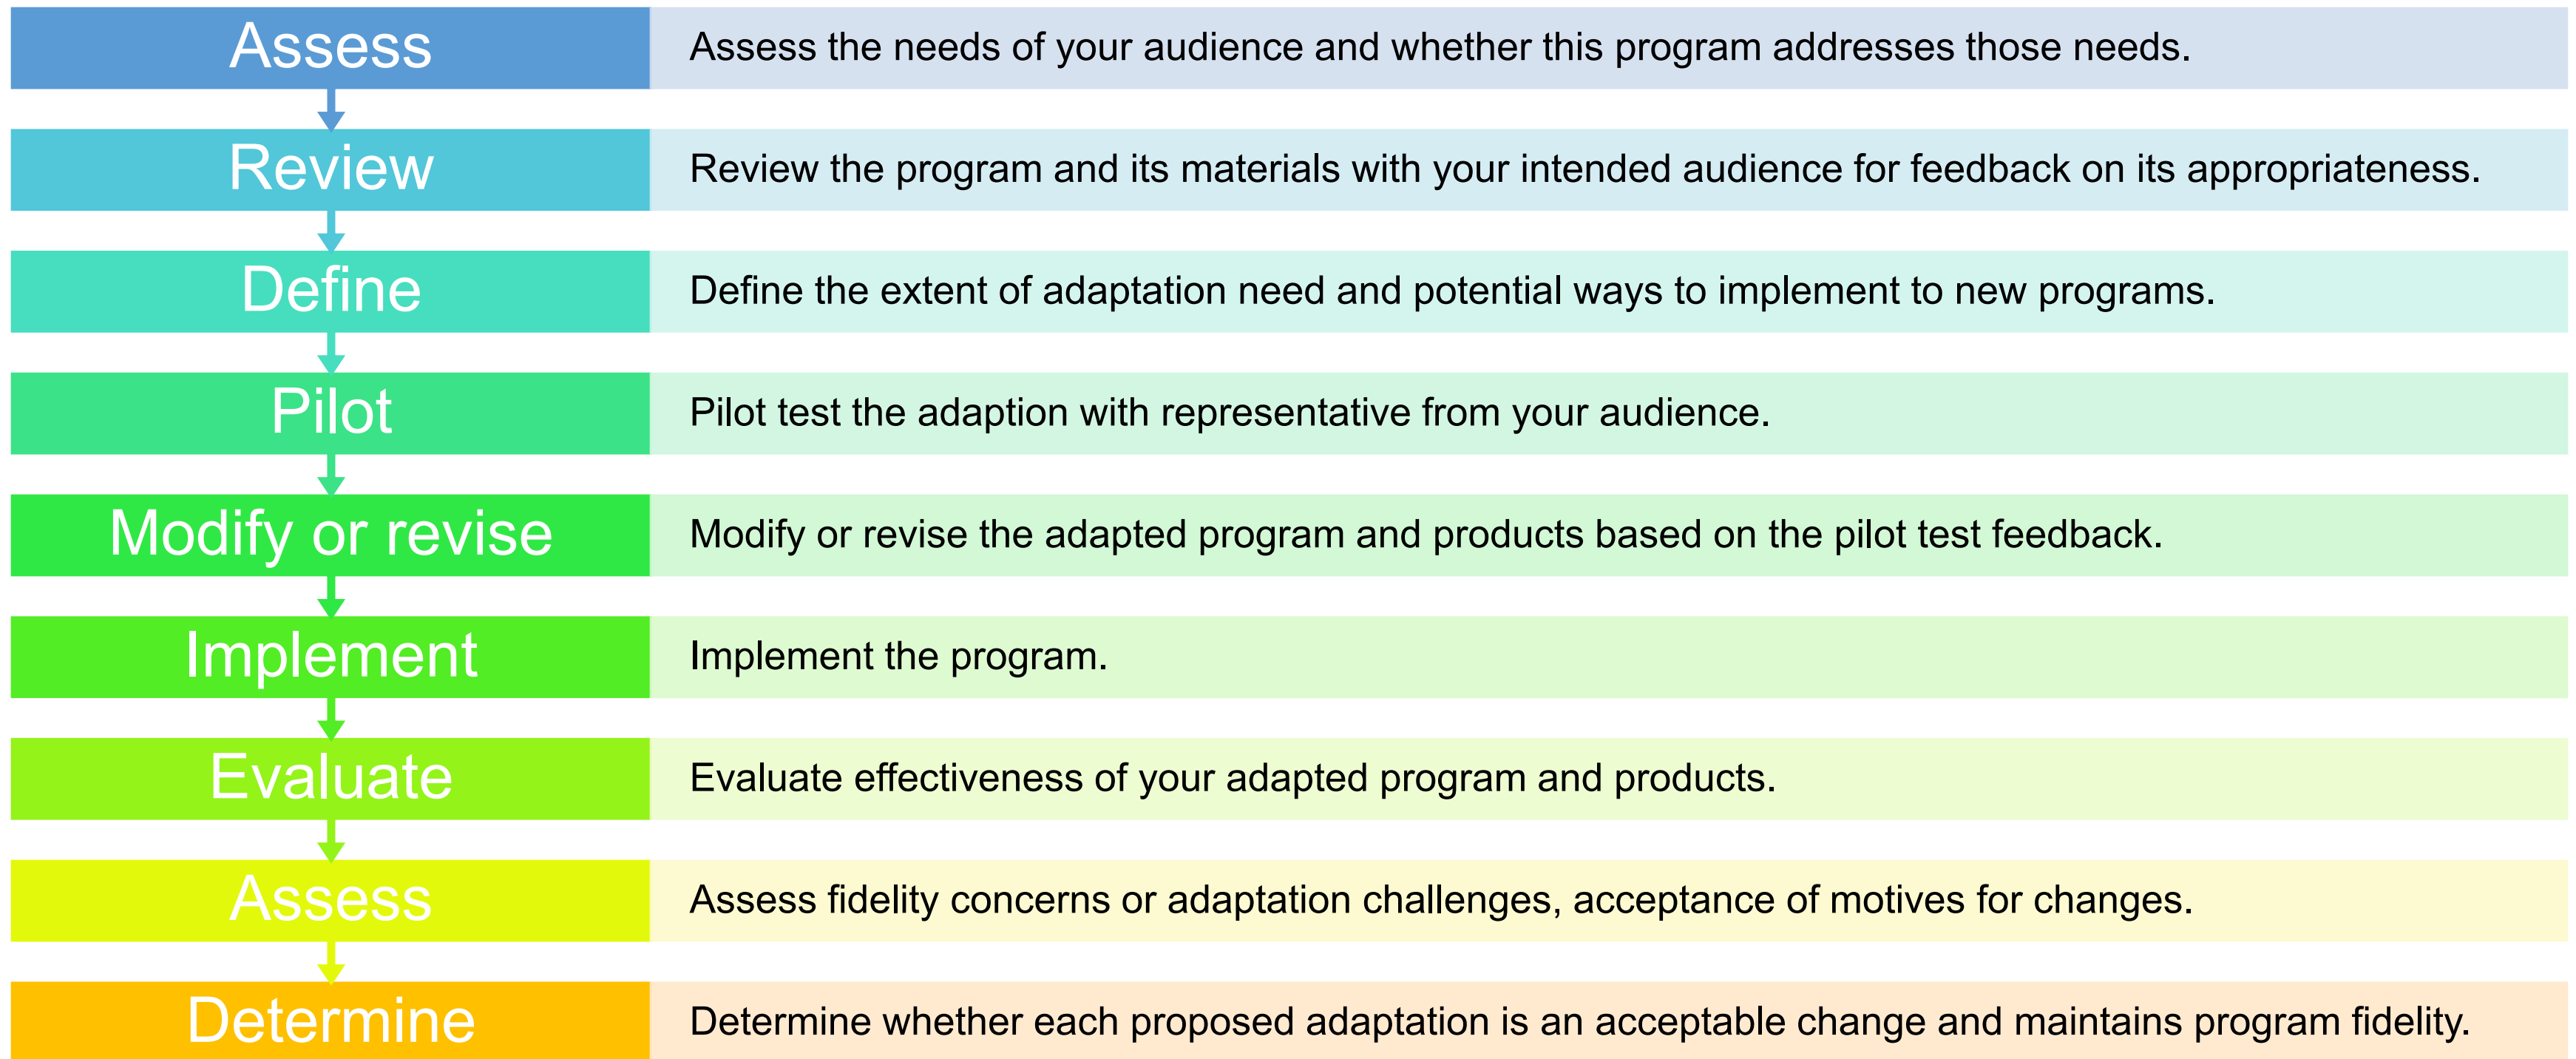 Assess
Assess the needs of your audience and whether this program addresses those needs.
Review
Review the program and its materials with your intended audience for feedback on its appropriateness.
Define
Define the extent of adaptation need and potential ways to implement to new programs.
Pilot
Pilot test the adaption with representative from your audience.
Modify or revise
Modify or revise the adapted program and products based on the pilot test feedback.
Implement
Implement the program.
Evaluate
Evaluate effectiveness of your adapted program and products.
Assess
Assess fidelity concerns or adaptation challenges, acceptance of motives for changes.
Determine
Determine whether each proposed adaptation is an acceptable change and maintains program fidelity.